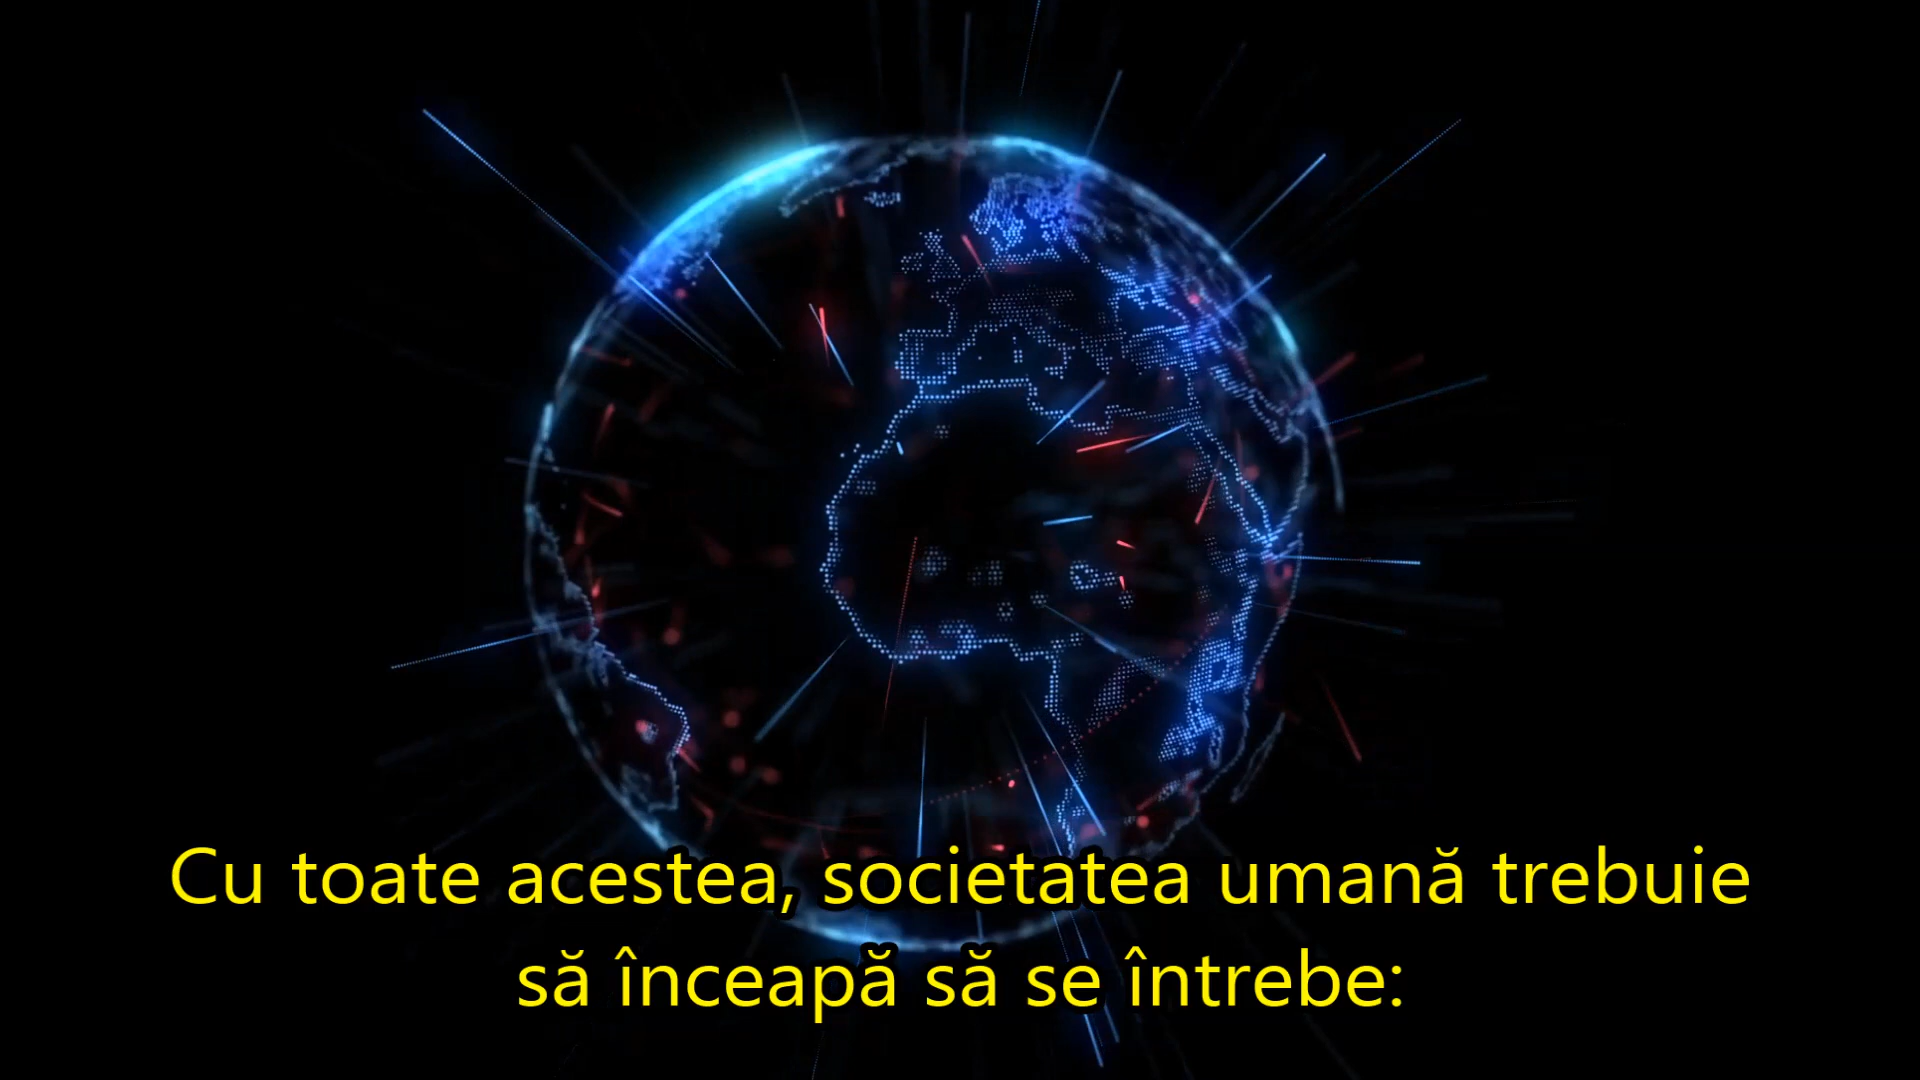 Cu toate acestea, societatea umană trebuie
să înceapă să se întrebe: